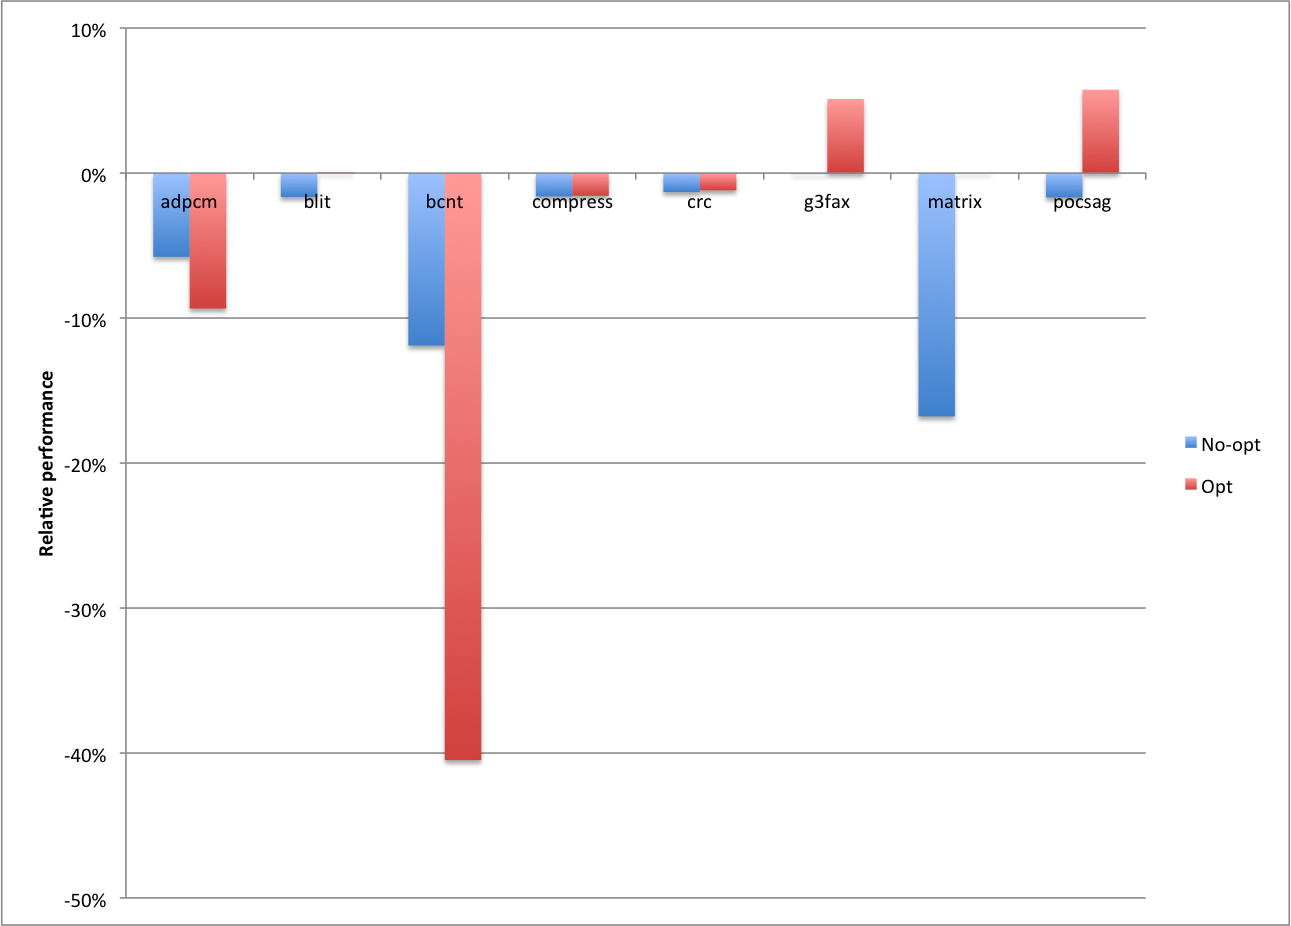 10%
0%
adpcm blit bcnt compress crc g3fax matrix pocsag
-10%
-20%
-30%
-40%
-50%
Relative performance
No-opt
Opt